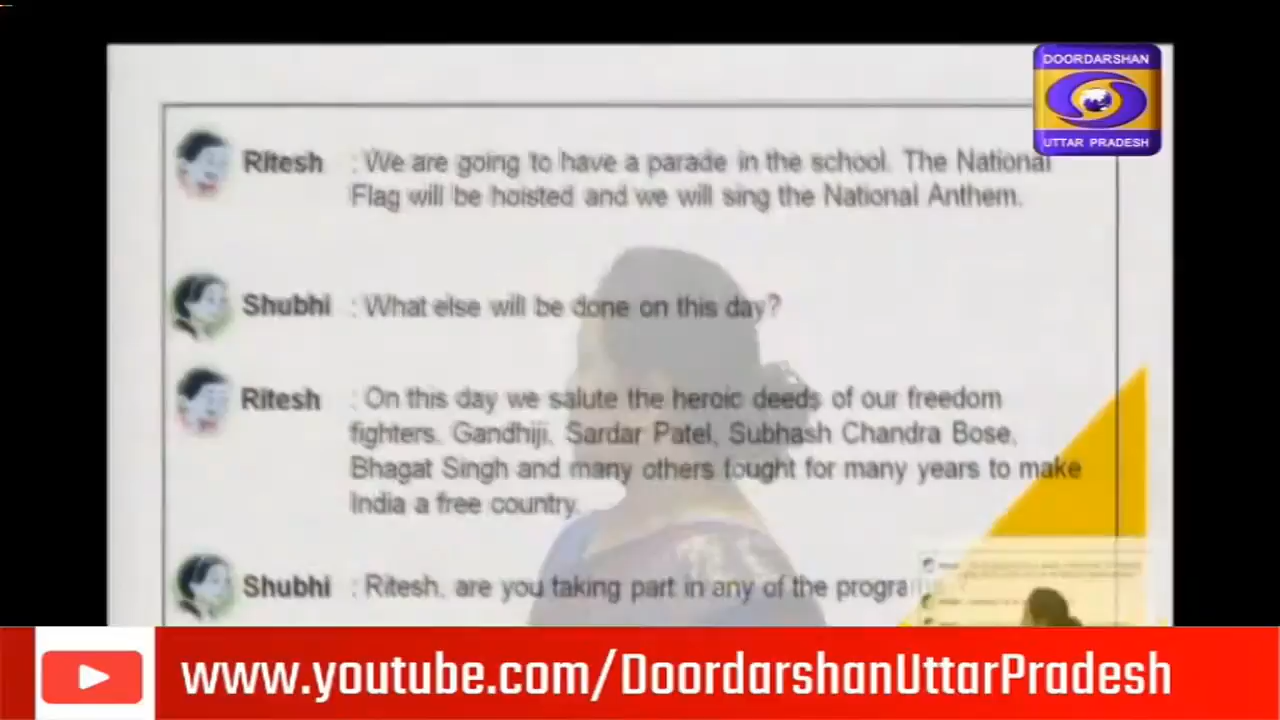 DOORDARSHAN
UTTAR PRADESH
Ritesh : We are going to have a parade in the school. The National
Flag will be hoisted and we will sing the National Anthem.
Shubhi : What else will be done on this day?
Ritesh : On this day we salute the heroic deeds of our freedom
fighters. Gandhiji, Sardar Patel, Subhash Chandra Bose,
Bhagat Singh and many others fought for many years to make
India a free country.
Shubhi : Ritesh, are you taking part in any of the
www.youtube.com/DoordarshanUttarPradesh